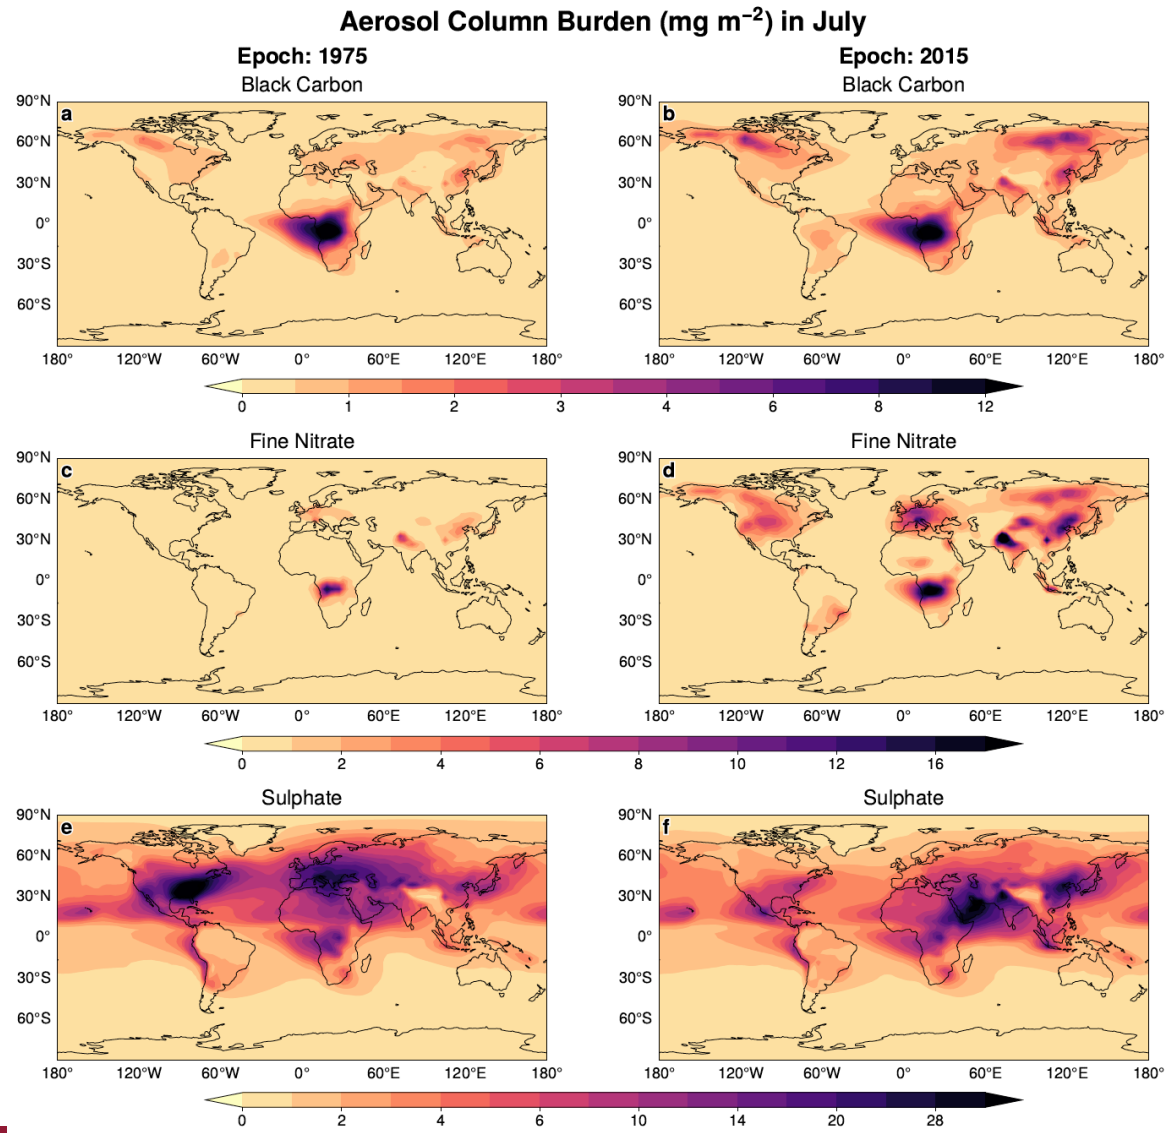 Aerosol Column Burden (mg m⁻²) in July
Epoch: 1975 Epoch: 2015
Black Carbon Black Carbon
a b
90°N 90°N
60°N 60°N
30°N 30°N
0° 0°
30°S 30°S
60°S 60°S
180° 120°W 60°W 0° 60°E 120°E 180° 180° 120°W 60°W 0° 60°E 120°E 180°
0 1 2 3 4 6 8 12
Fine Nitrate Fine Nitrate
c d
90°N 90°N
60°N 60°N
30°N 30°N
0° 0°
30°S 30°S
60°S 60°S
180° 120°W 60°W 0° 60°E 120°E 180° 180° 120°W 60°W 0° 60°E 120°E 180°
0 2 4 6 8 10 12 16
Sulphate Sulphate
e f
90°N 90°N
60°N 60°N
30°N 30°N
0° 0°
30°S 30°S
60°S 60°S
180° 120°W 60°W 0° 60°E 120°E 180° 180° 120°W 60°W 0° 60°E 120°E 180°
0 2 4 6 10 14 20 28